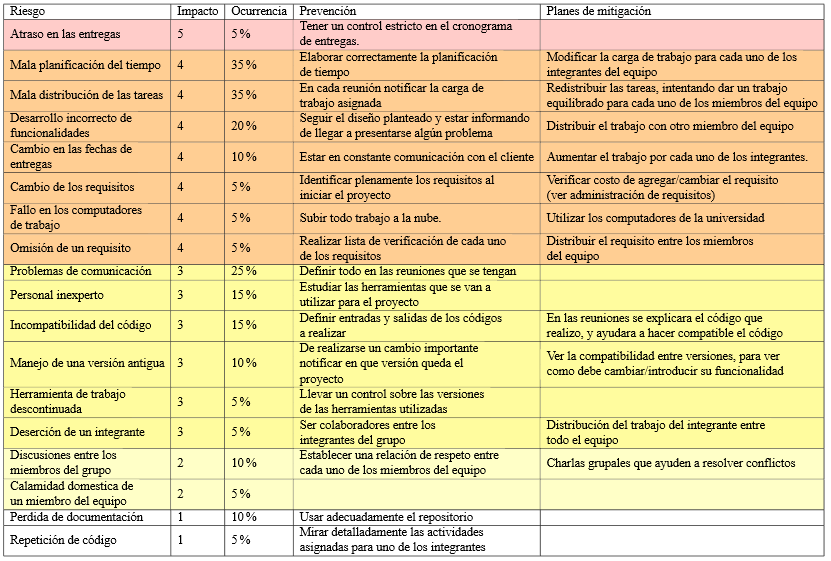 Riesgo Impacto Ocurrencia Prevención Planes de mitigación
Atraso en las entregas 5 5 % Tener un control estricto en el cronograma
de entregas.
Mala planificación del tiempo 4 35 % Elaborar correctamente la planificación
de tiempo
Modificar la carga de trabajo para cada uno de los
integrantes del equipo
Mala distribución de las tareas 4 35 % En cada reunión notificar la carga de
trabajo asignada
Redistribuir las tareas, intentando dar un trabajo
equilibrado para cada uno de los miembros del equipo
Desarrollo incorrecto de
funcionalidades
4 20 % Seguir el diseño planteado y estar informando
de llegar a presentarse algún problema
Distribuir el trabajo con otro miembro del equipo
Cambio en las fechas de
entregas
4 10 % Estar en constante comunicación con el cliente Aumentar el trabajo por cada uno de los integrantes.
Cambio de los requisitos 4 5 % Identificar plenamente los requisitos al
iniciar el proyecto
Verificar costo de agregar/cambiar el requisito
(ver administración de requisitos)
Fallo en los computadores
de trabajo
4 5 % Subir todo trabajo a la nube. Utilizar los computadores de la universidad
Omisión de un requisito 4 5 % Realizar lista de verificación de cada uno
de los requisitos
Distribuir el requisito entre los miembros
del equipo
Problemas de comunicación 3 25 % Definir todo en las reuniones que se tengan
Personal inexperto 3 15 % Estudiar las herramientas que se van a
utilizar para el proyecto
Incompatibilidad del código 3 15 % Definir entradas y salidas de los códigos
a realizar
En las reuniones se explicara el código que
realizo, y ayudara a hacer compatible el código
Manejo de una versión antigua 3 10 % De realizarse un cambio importante
notificar en que versión queda el
proyecto
Ver la compatibilidad entre versiones, para ver
como debe cambiar/introducir su funcionalidad
Herramienta de trabajo
descontinuada
3 5 % Llevar un control sobre las versiones
de las herramientas utilizadas
Deserción de un integrante 3 5 % Ser colaboradores entre los
integrantes del grupo
Distribución del trabajo del integrante entre
todo el equipo
Discusiones entre los
miembros del grupo
2 10 % Establecer una relación de respeto entre
cada uno de los miembros del equipo
Charlas grupales que ayuden a resolver conflictos
Calamidad domestica de
un miembro del equipo
2 5 %
Perdida de documentación 1 10 % Usar adecuadamente el repositorio
Repetición de código 1 5 % Mirar detalladamente las actividades
asignadas para uno de los integrantes